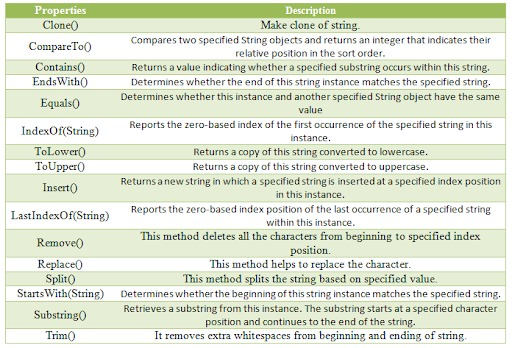 Properties Description
Clone() Make clone of string.
CompareTo() Compares two specified String objects and returns an integer that indicates their
relative position in the sort order.
Contains() Returns a value indicating whether a specified substring occurs within this string.
EndsWith() Determines whether the end of this string instance matches the specified string.
Equals() Determines whether this instance and another specified String object have the same
value
IndexOf(String) Reports the zero-based index of the first occurrence of the specified string in this
instance.
ToLower() Returns a copy of this string converted to lowercase.
ToUpper() Returns a copy of this string converted to uppercase.
Insert() Returns a new string in which a specified string is inserted at a specified index position
in this instance.
LastIndexOf(String) Reports the zero-based index position of the last occurrence of a specified string
within this instance.
Remove() This method deletes all the characters from beginning to specified index
position.
Replace() This method helps to replace the character.
Split() This method splits the string based on specified value.
StartsWith(String) Determines whether the beginning of this string instance matches the specified string.
Substring() Retrieves a substring from this instance. The substring starts at a specified character
position and continues to the end of the string.
Trim() It removes extra whitespaces from beginning and ending of string.